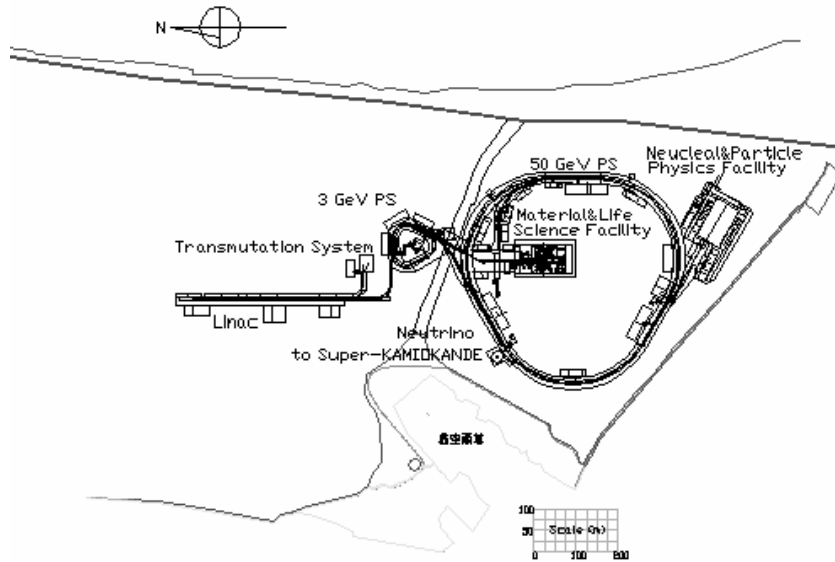 N
50 GeV PS
Neucleal&Particle
Physics Facility
3 GeV PS
Material&Life
Science Facility
Transmutation System
Linac
Neutrino
to Super-KAMIOKANDE
100
50
Scale (m)
0 100 200